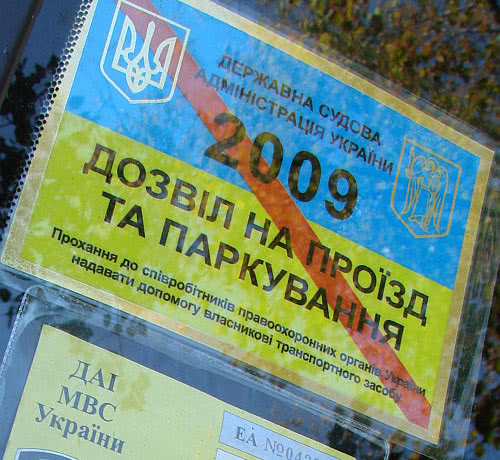 ДЕРЖАВНА СУДОВА
АДМІНІСТРАЦІЯ УКРАЇНИ
2009
ДОЗВІЛ НА ПРОЇЗД
ТА ПАРКУВАННЯ
Прохання до співробітників правоохоронних органів України
надавати допомогу власникові транспортного засобу
ДАІ
МВС
України
ЕА №04